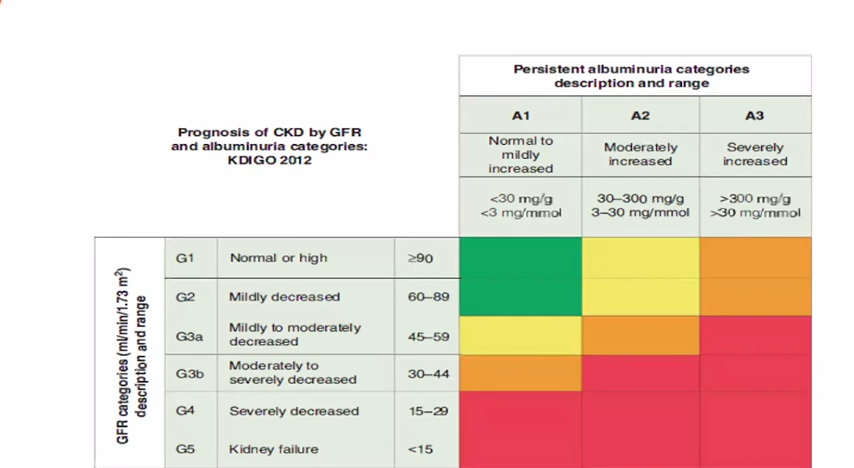 Persistent albuminuria categories
description and range
Prognosis of CKD by GFR
and albuminuria categories:
KDIGO 2012
A1
A2
A3
Normal to
mildly
increased
Moderately
increased
Severely
increased
<30 mg/g
<3 mg/mmol
30–300 mg/g
3–30 mg/mmol
>300 mg/g
>30 mg/mmol
GFR categories (ml/min/1.73 m²)
description and range
G1 Normal or high ≥90
G2 Mildly decreased 60–89
G3a Mildly to moderately
decreased 45–59
G3b Moderately to
severely decreased 30–44
G4 Severely decreased 15–29
G5 Kidney failure <15